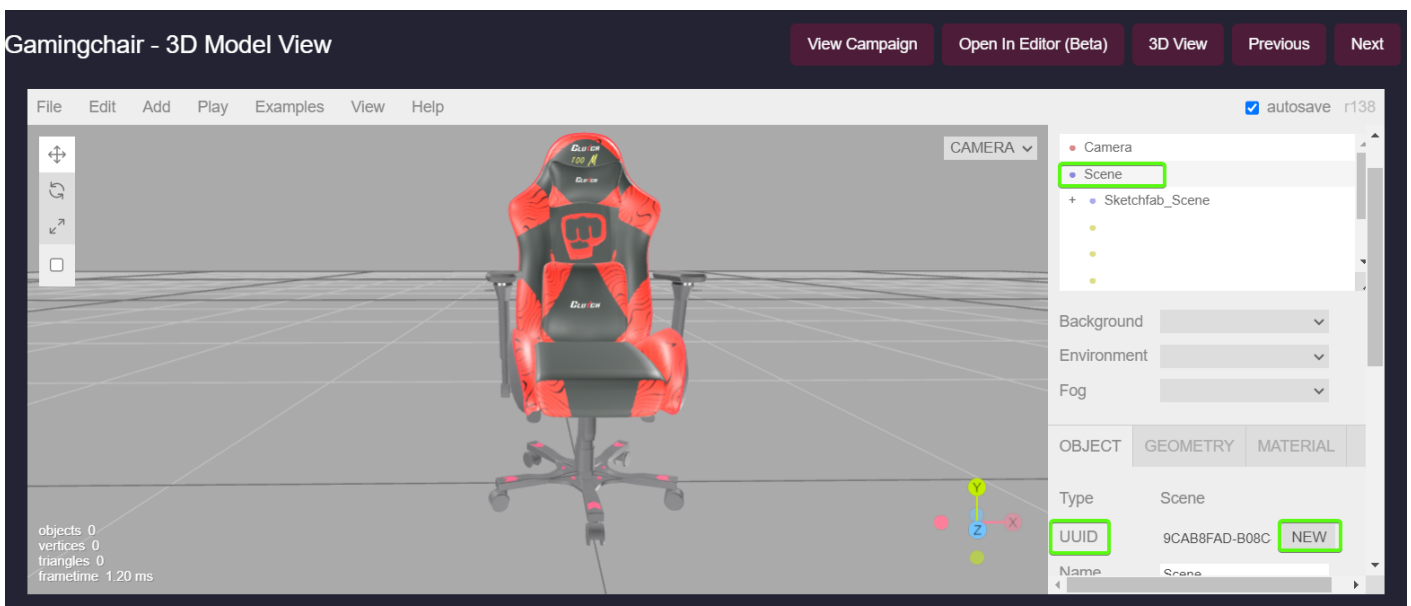 Gamingchair - 3D Model View
View Campaign
Open In Editor (Beta)
3D View
Previous
Next
File Edit Add Play Examples View Help
autosave r138
CAMERA
Camera
Scene
+ Sketchfab_Scene
Background
Environment
Fog
OBJECT GEOMETRY MATERIAL
Type Scene
UUID 9CAB8FAD-B08C NEW
Name Scene
CLUTCH
100 M
CLUTCH
CLUTCH
Y
Z
X
objects 0
vertices 0
triangles 0
frametime 1.20 ms